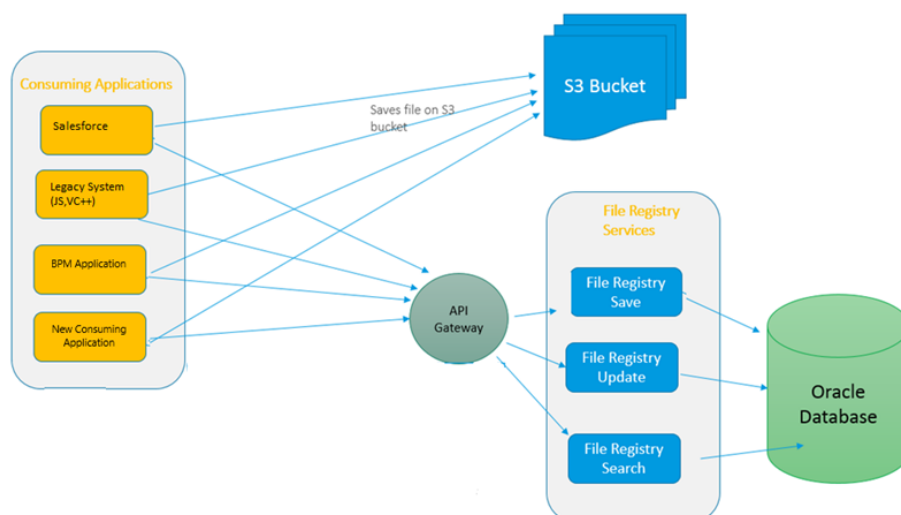 Consuming Applications
Salesforce
Legacy System
(JS,VC++)
BPM Application
New Consuming
Application
Saves file on S3
bucket
S3 Bucket
API
Gateway
File Registry
Services
File Registry
Save
File Registry
Update
File Registry
Search
Oracle
Database